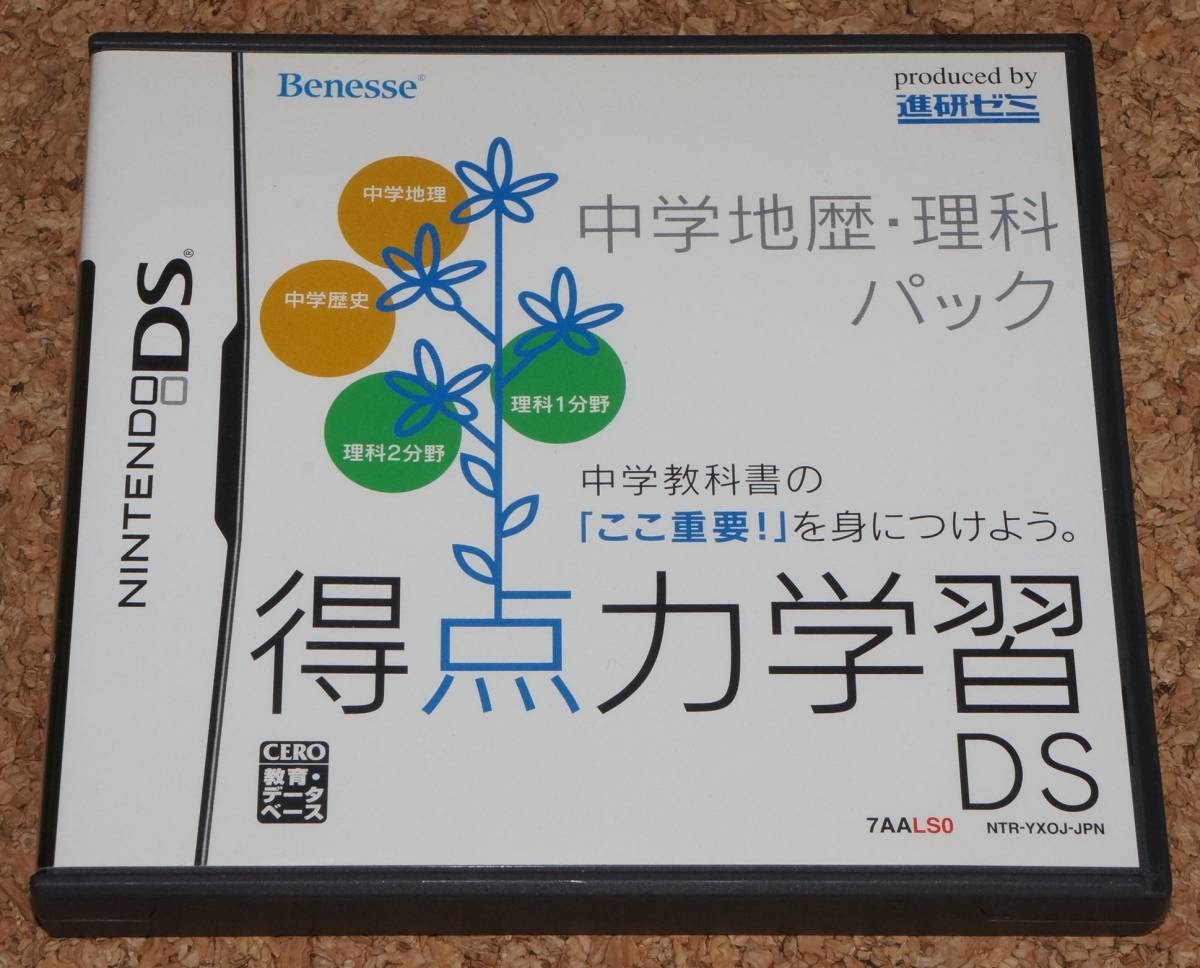 NINTENDO DS®
Benesse®
produced by
進研ゼミ
中学地歴・理科
パック
中学地理
中学歴史
理科1分野
理科2分野
中学教科書の
「ここ重要!」を身につけよう。
得点力学習
DS
CERO
教育・
データ
ベース
7AALS0
NTR-YXOJ-JPN